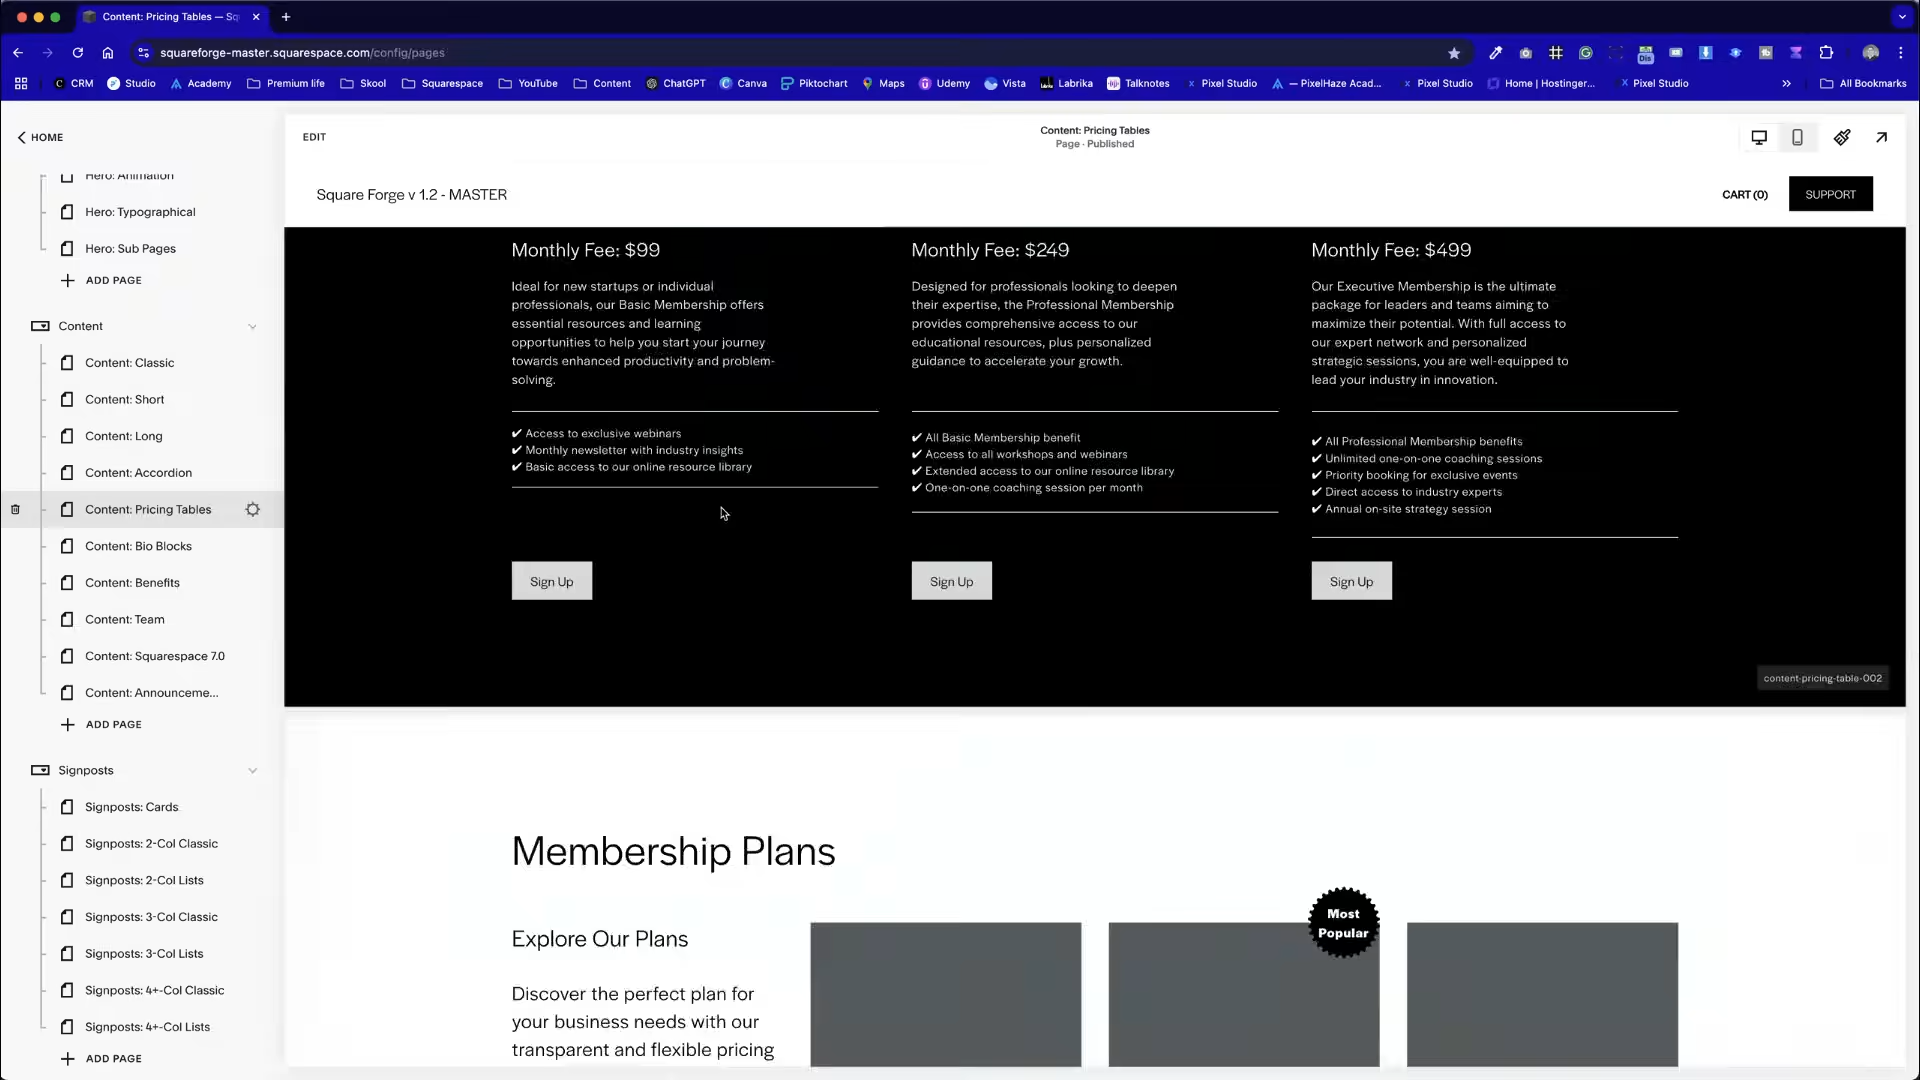 Content: Pricing Tables — Sq
squareforge-master.squarespace.com/config/pages
CRM
Studio
Academy
Premium life
Skool
Squarespace
YouTube
Content
ChatGPT
Canva
Piktochart
Maps
Udemy
Vista
Labrika
Talknotes
Pixel Studio
— PixelHaze Acad...
Pixel Studio
Home | Hostinger...
Pixel Studio
All Bookmarks
HOME
Hero: Animation
Hero: Typographical
Hero: Sub Pages
ADD PAGE
Content
Content: Classic
Content: Short
Content: Long
Content: Accordion
Content: Pricing Tables
Content: Bio Blocks
Content: Benefits
Content: Team
Content: Squarespace 7.0
Content: Announceme...
ADD PAGE
Signposts
Signposts: Cards
Signposts: 2-Col Classic
Signposts: 2-Col Lists
Signposts: 3-Col Classic
Signposts: 3-Col Lists
Signposts: 4+-Col Classic
Signposts: 4+-Col Lists
ADD PAGE
EDIT
Content: Pricing Tables
Page · Published
Square Forge v 1.2 - MASTER
CART (0)
SUPPORT
Monthly Fee: $99
Ideal for new startups or individual
professionals, our Basic Membership offers
essential resources and learning
opportunities to help you start your journey
towards enhanced productivity and problem-
solving.
✔ Access to exclusive webinars
✔ Monthly newsletter with industry insights
✔ Basic access to our online resource library
Sign Up
Monthly Fee: $249
Designed for professionals looking to deepen
their expertise, the Professional Membership
provides comprehensive access to our
educational resources, plus personalized
guidance to accelerate your growth.
✔ All Basic Membership benefit
✔ Access to all workshops and webinars
✔ Extended access to our online resource library
✔ One-on-one coaching session per month
Sign Up
Monthly Fee: $499
Our Executive Membership is the ultimate
package for leaders and teams aiming to
maximize their potential. With full access to
our expert network and personalized
strategic sessions, you are well-equipped to
lead your industry in innovation.
✔ All Professional Membership benefits
✔ Unlimited one-on-one coaching sessions
✔ Priority booking for exclusive events
✔ Direct access to industry experts
✔ Annual on-site strategy session
Sign Up
content-pricing-table-002
Membership Plans
Explore Our Plans
Discover the perfect plan for
your business needs with our
transparent and flexible pricing
Most
Popular